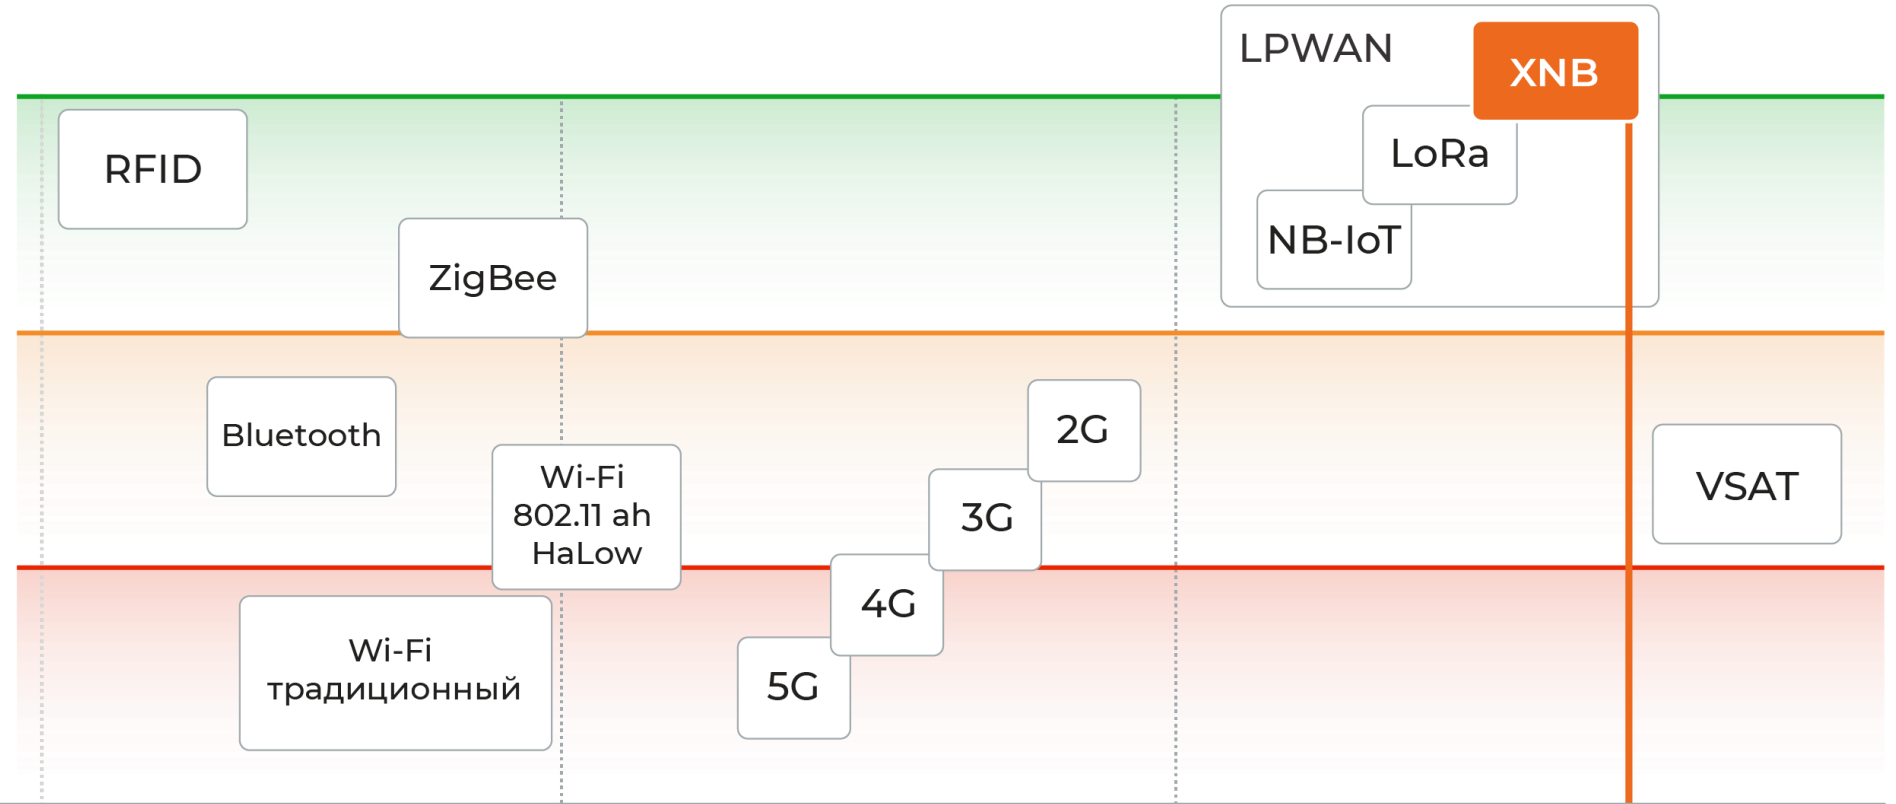 LPWAN
XNB
RFID
LoRa
NB-IoT
ZigBee
Bluetooth
2G
Wi-Fi
802.11 ah
HaLow
3G
VSAT
4G
Wi-Fi
традиционный
5G